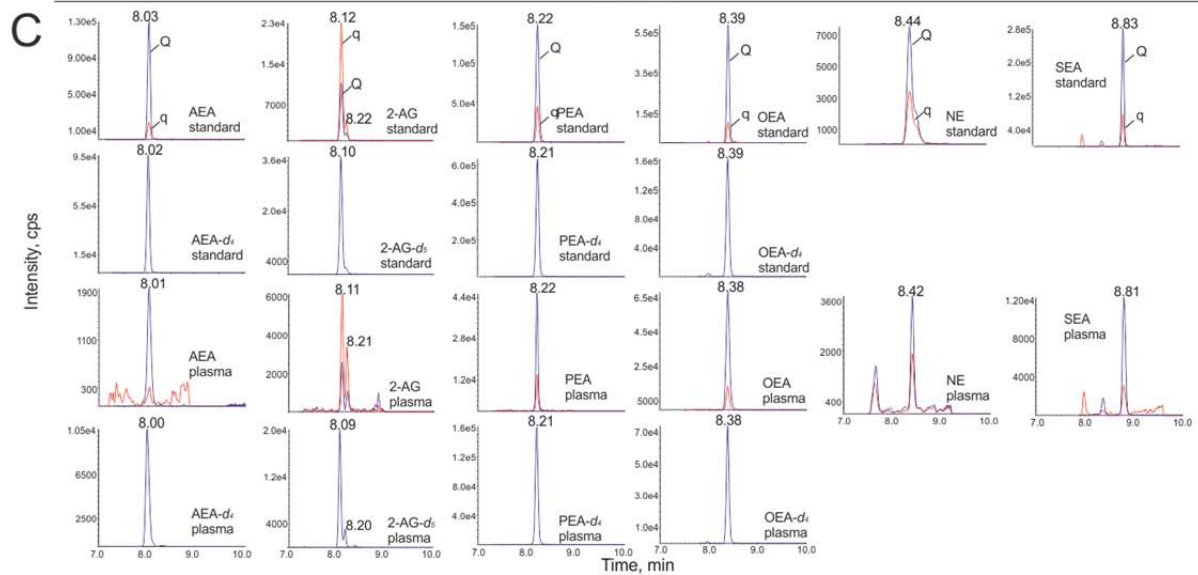 C
Intensity, cps
8.03
1.30e5
9.00e4
5.00e4
1.00e4
Q
q
AEA
standard
8.12
2.3e4
1.5e4
7000
q
Q
8.22
2-AG
standard
8.22
1.5e5
1.0e5
5.0e4
Q
q
PEA
standard
8.39
5.5e5
3.5e5
1.5e5
Q
q
OEA
standard
8.44
7000
5000
3000
1000
Q
q
NE
standard
8.83
2.8e5
2.0e5
1.2e5
4.0e4
Q
q
SEA
standard
8.02
9.5e4
5.5e4
1.5e4
AEA-d4
standard
8.10
3.6e4
2.0e4
4000
2-AG-d5
standard
8.21
6.0e5
4.0e5
2.0e5
0.0
PEA-d4
standard
8.39
1.6e5
1.2e5
8.0e4
4.0e4
0.0
OEA-d4
standard
8.01
1900
1100
300
AEA
plasma
8.11
6000
4000
2000
0
8.21
2-AG
plasma
8.22
4.4e4
2.8e4
1.2e4
PEA
plasma
8.38
6.5e4
4.5e4
2.5e4
5000
OEA
plasma
8.42
3600
2000
400
NE
plasma
7.0 8.0 9.0 10.0
8.81
1.20e4
8000
4000
0
SEA
plasma
7.0 8.0 9.0 10.0
8.00
1.05e4
6500
2500
AEA-d4
plasma
7.0 8.0 9.0 10.0
8.09
2.0e4
1.2e4
4000
8.20
2-AG-d5
plasma
7.0 8.0 9.0 10.0
8.21
1.6e5
1.2e5
8.0e4
4.0e4
PEA-d4
plasma
7.0 8.0 9.0 10.0
8.38
7.0e4
5.0e4
3.0e4
1.0e4
0.0
OEA-d4
plasma
7.0 8.0 9.0 10.0
Time, min